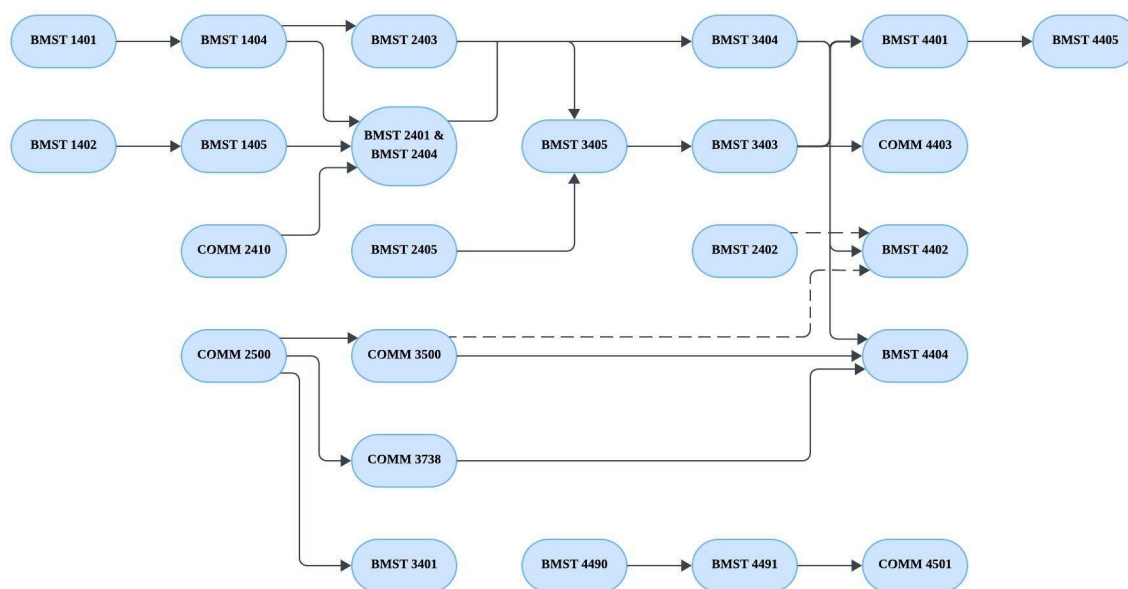 BMST 1401
BMST 1404
BMST 2403
BMST 3404
BMST 4401
BMST 4405
BMST 1402
BMST 1405
BMST 2401 &
BMST 2404
BMST 3405
BMST 3403
COMM 4403
COMM 2410
BMST 2405
BMST 2402
BMST 4402
COMM 2500
COMM 3500
BMST 4404
COMM 3738
BMST 3401
BMST 4490
BMST 4491
COMM 4501